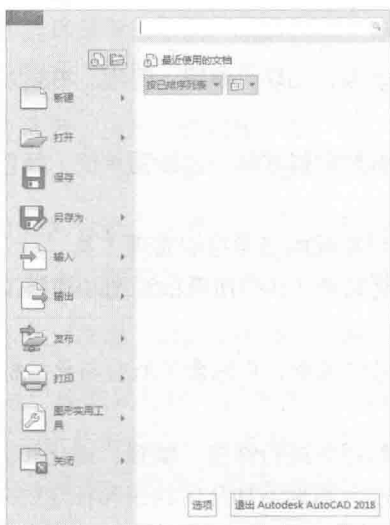 最近使用的文档
按已排序列表
新建
打开
保存
另存为
输入
输出
发布
打印
图形实用工
具
关闭
选项
退出 Autodesk AutoCAD 2018